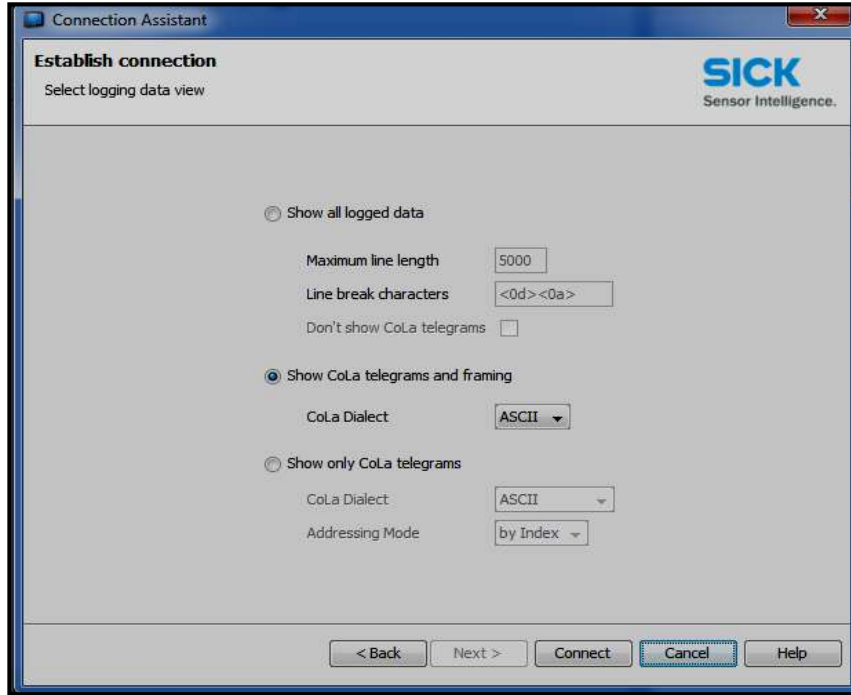 Connection Assistant
Establish connection
Select logging data view
SICK
Sensor Intelligence.
Show all logged data
Maximum line length 5000
Line break characters <0d><0a>
Don't show CoLa telegrams
Show CoLa telegrams and framing
CoLa Dialect ASCII
Show only CoLa telegrams
CoLa Dialect ASCII
Addressing Mode by Index
< Back Next > Connect Cancel Help